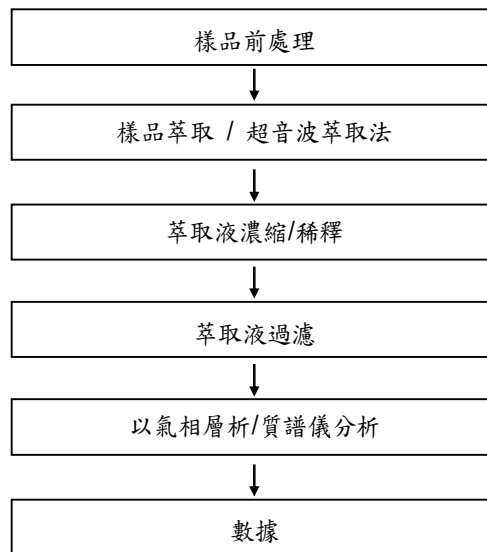 樣品前處理
樣品萃取 / 超音波萃取法
萃取液濃縮/稀釋
萃取液過濾
以氣相層析/質譜儀分析
數據